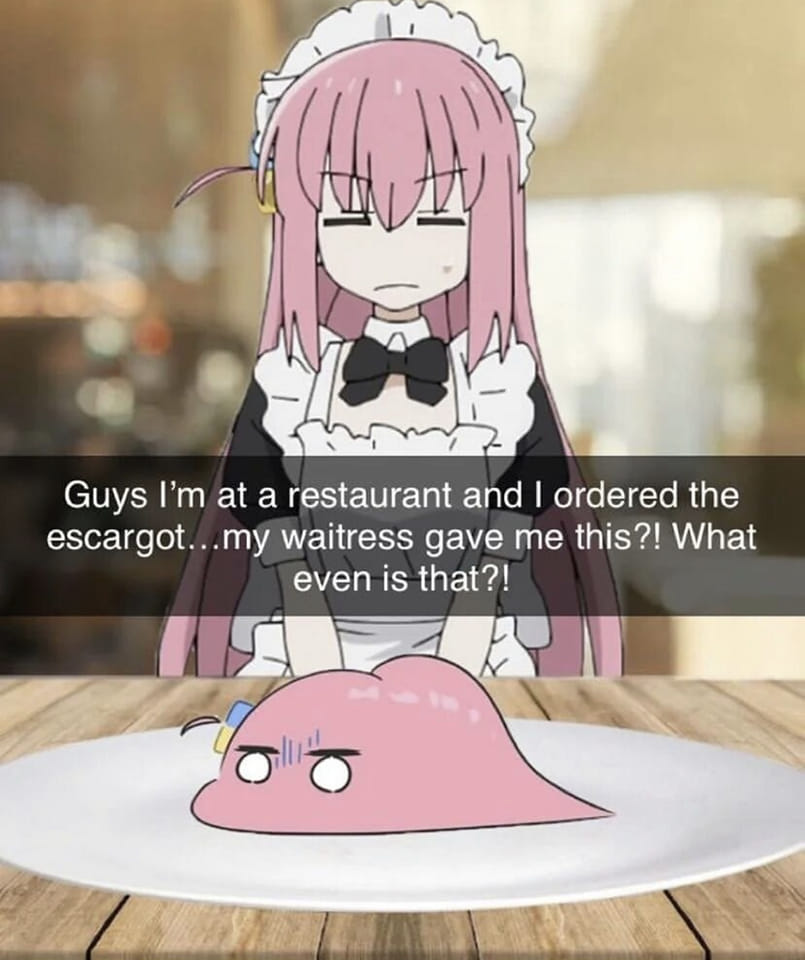 Guys I'm at a restaurant and I ordered the
escargot...my waitress gave me this?! What
even is that?!